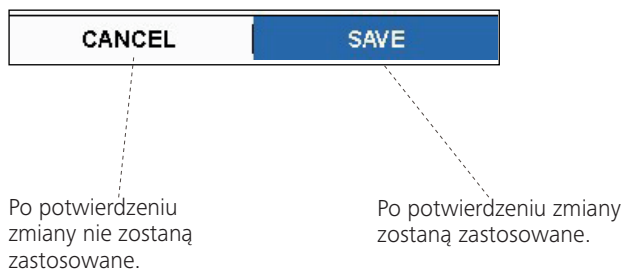 CANCEL SAVE
Po potwierdzeniu
zmiany nie zostaną
zastosowane.
Po potwierdzeniu zmiany
zostaną zastosowane.